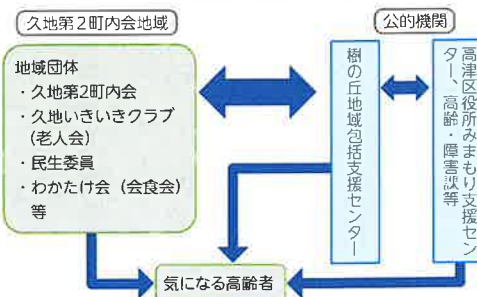 久地第2町内会地域
公的機関
地域団体
・久地第2町内会
・久地いきいきクラブ
(老人会)
・民生委員
・わかたけ会（会食会）
等
樹の丘地域包括支援センター
高津区役所みまもり支援セン
ター、高齢・障害談等
気になる高齢者